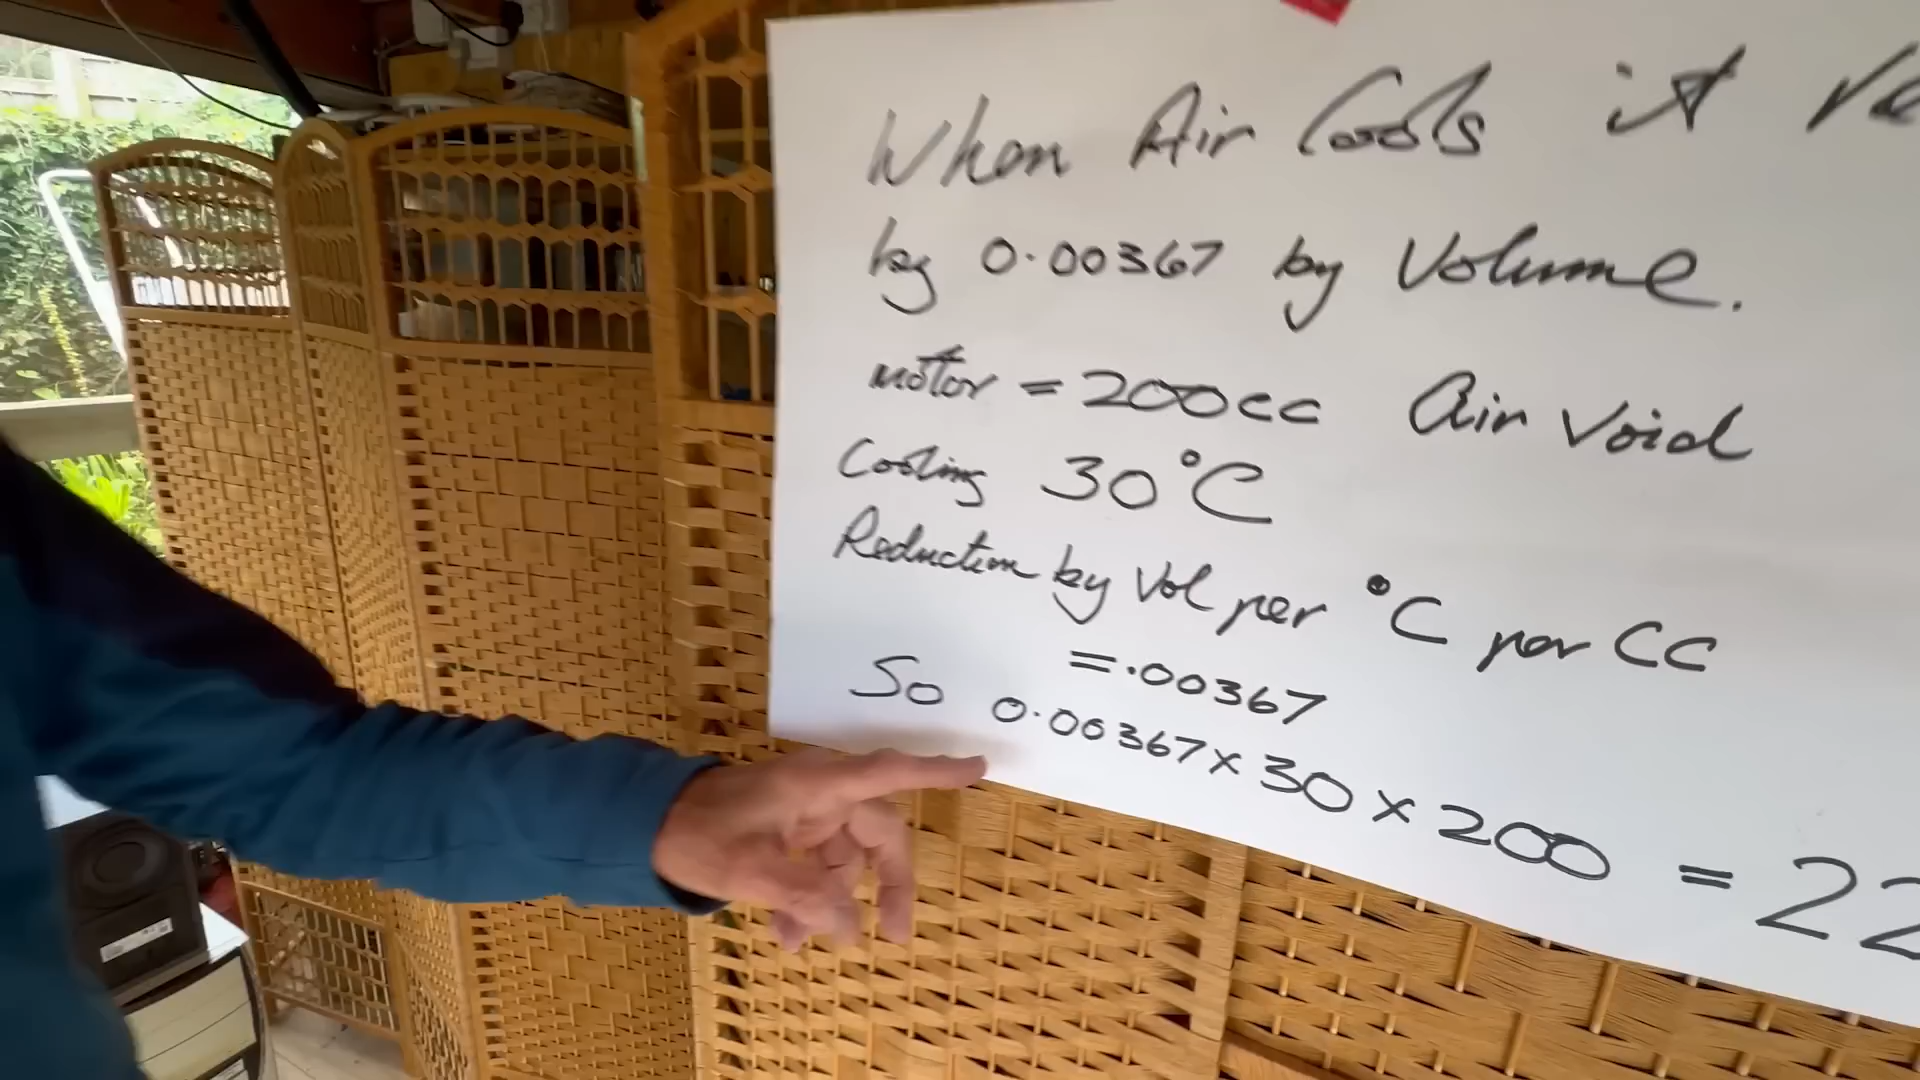 When Air Cools it
by 0.00367 by Volume.
motor = 200cc Air Void
Cooling 30°C
Reduction by Vol per °C per CC
= .00367
So 0.00367 x 30 x 200 = 22